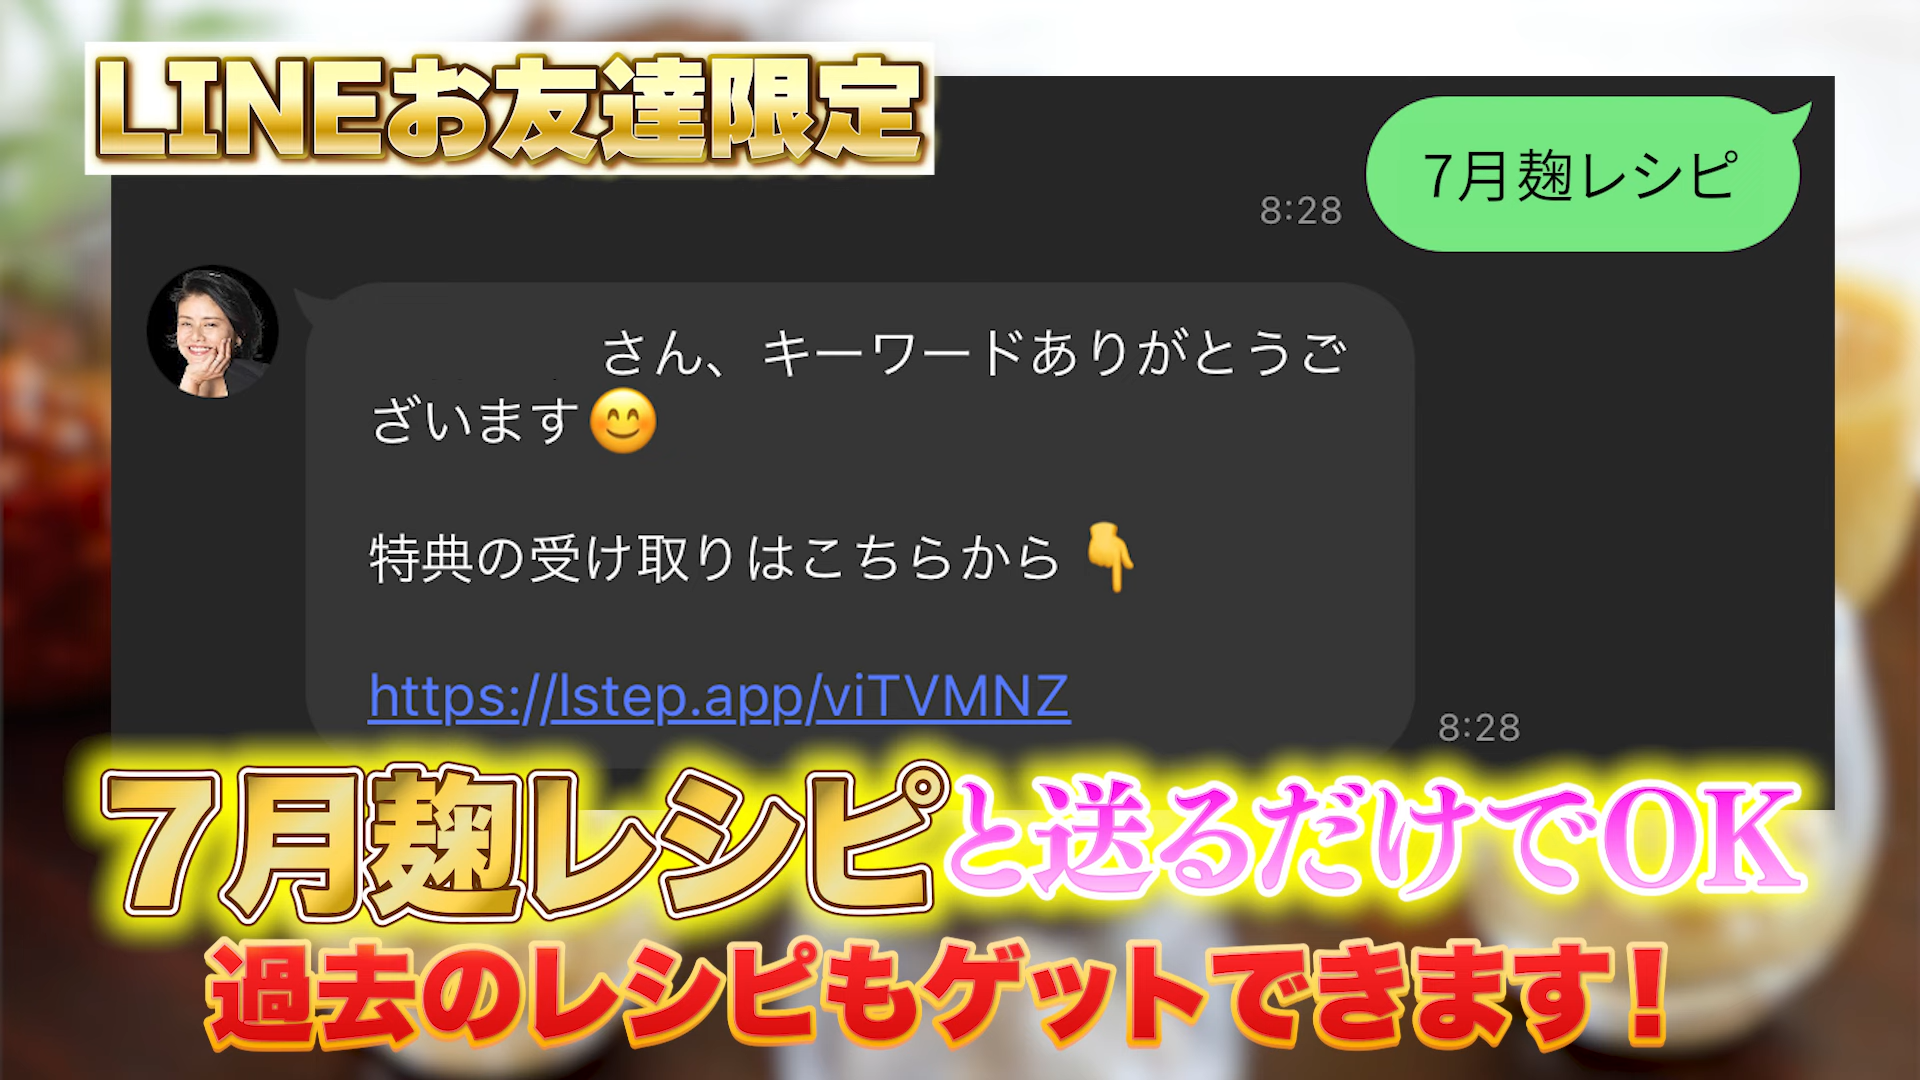 LINEお友達限定
7月麹レシピ
8:28
さん、キーワードありがとうご
ざいます😊
特典の受け取りはこちらから👇
https://lstep.app/viTVMNZ
8:28
7月麹レシピと送るだけでOK
過去のレシピもゲットできます！